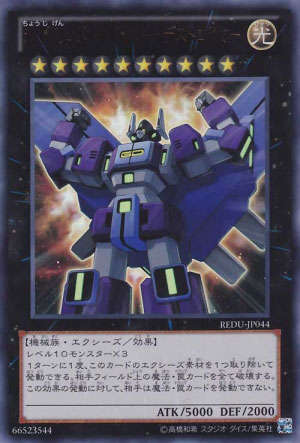 ちょうじげん
光
REDU-JP044
【機械族・エクシーズ/効果】
レベル10モンスター×3
1ターンに1度、このカードのエクシーズ素材を1つ取り除いて
発動できる。相手フィールド上の魔法・罠カードを全て破壊する。
この効果の発動に対して、相手は魔法・罠カードを発動できない。
ATK/5000 DEF/2000
66523544
©高橋和希 スタジオ・ダイス/集英社